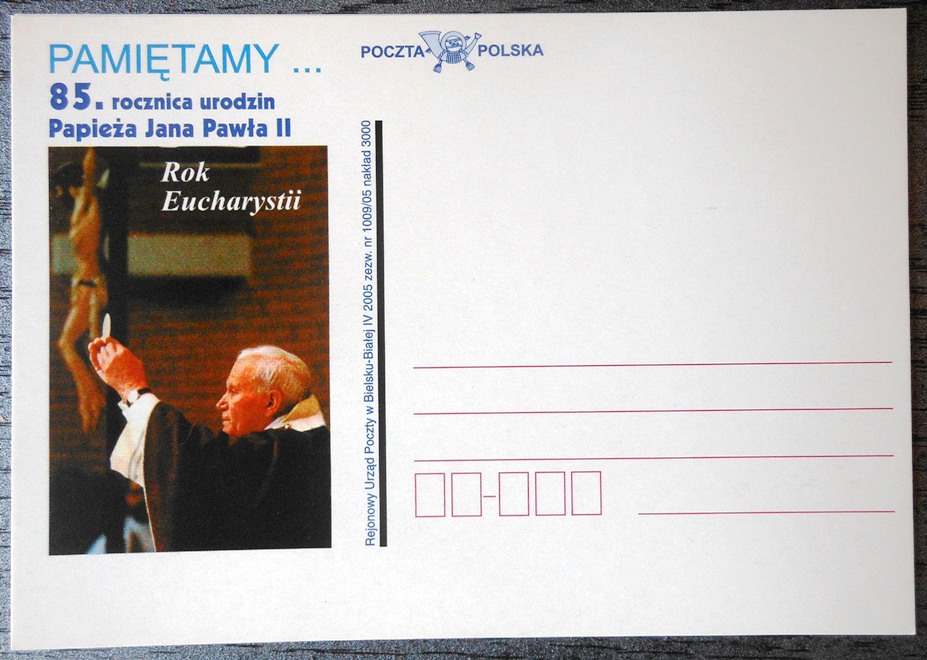 PAMIĘTAMY ...
85. rocznica urodzin
Papieża Jana Pawła II
Rok
Eucharystii
POCZTA POLSKA
Rejonowy Urząd Poczty w Bielsku-Białej IV 2005 zezw. nr 1009/05 nakład 3000